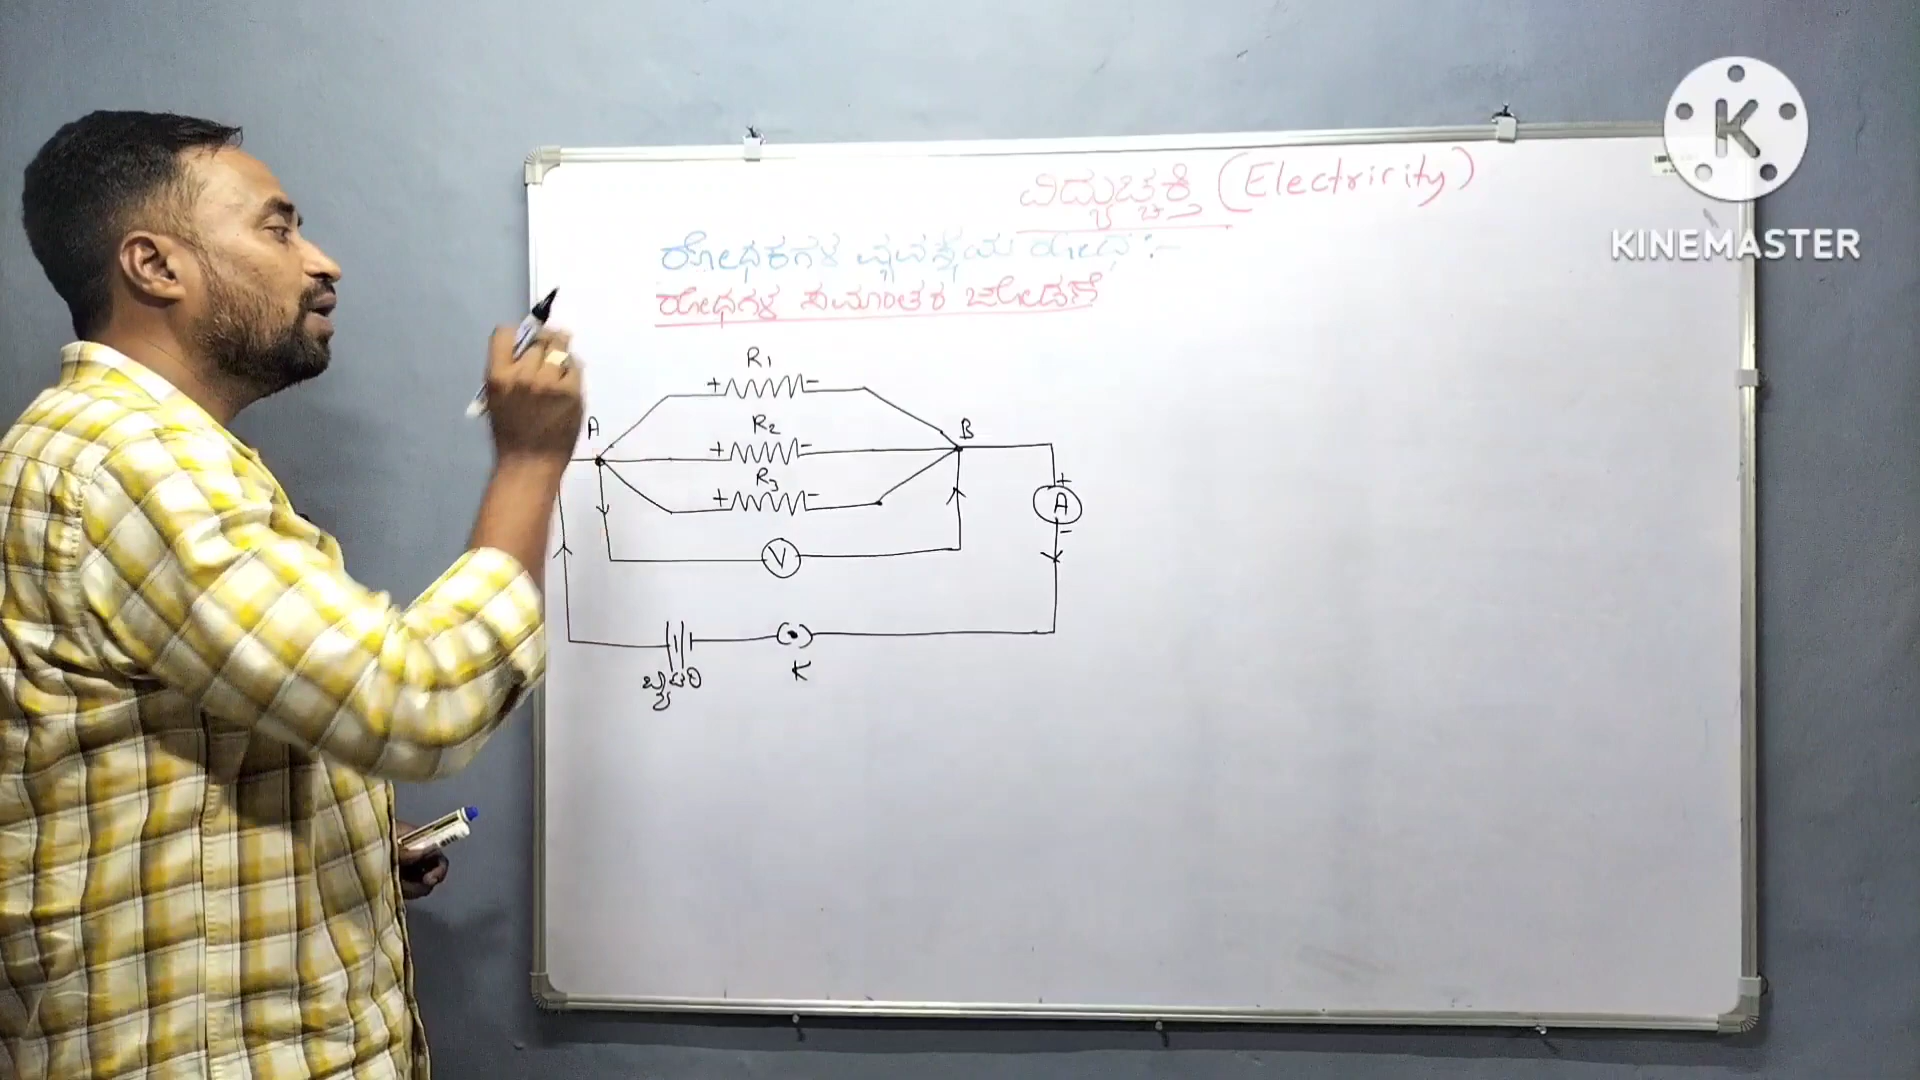 ವಿದ್ಯುಚ್ಛಕ್ತಿ (Electricity)
ರೋಧಕಗಳ ವ್ಯವಸ್ಥೆಯ ರೋಧ :-
ರೋಧಗಳ ಸಮಾಂತರ ಜೋಡಣೆ
R1
+ -
A R2 B
+ -
R3
+ -
+
A
-
V
ಬ್ಯಾಟರಿ
K
K
KINEMASTER